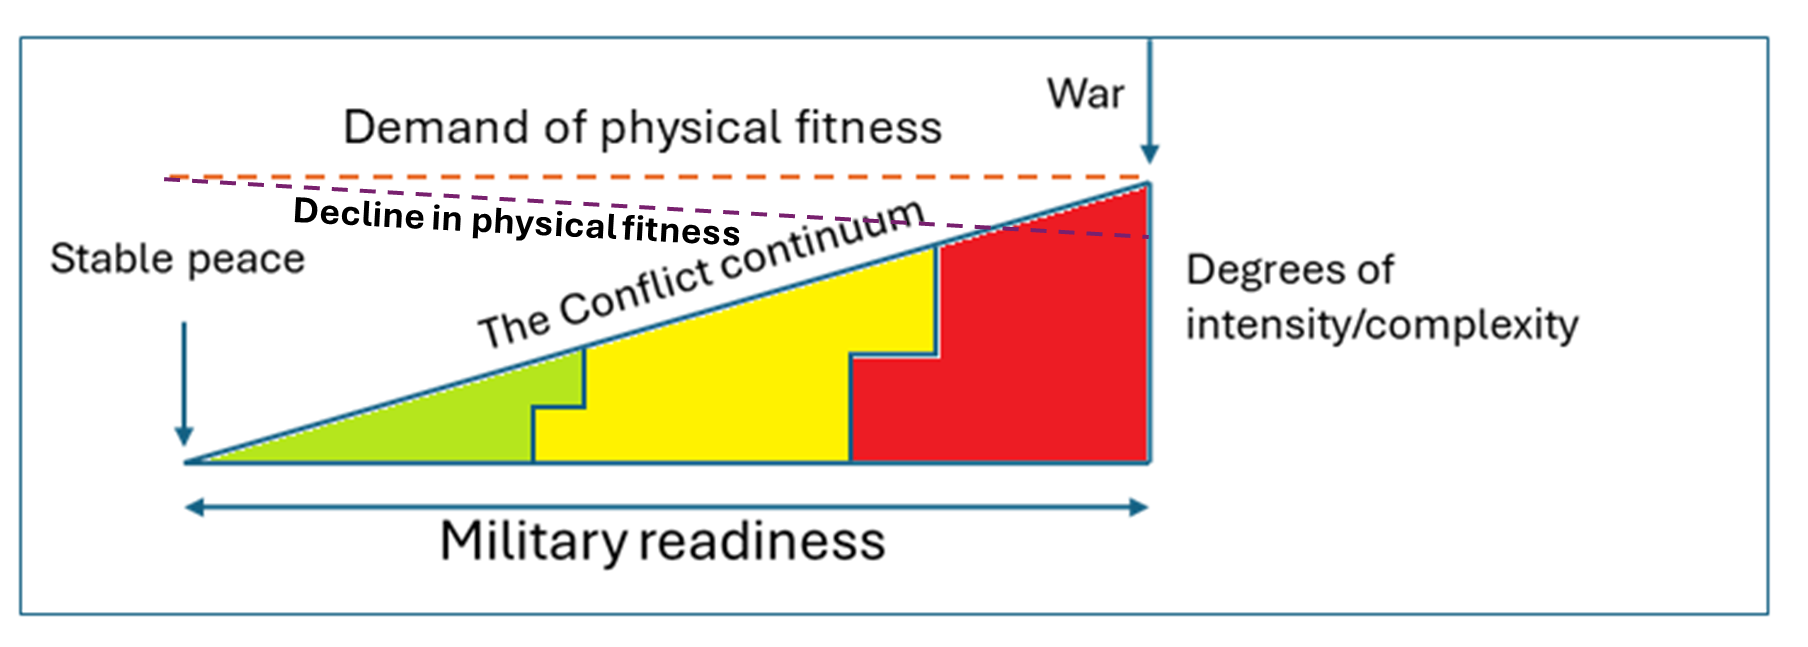 War
Demand of physical fitness
Decline in physical fitness
The Conflict continuum
Stable peace
Degrees of
intensity/complexity
Military readiness